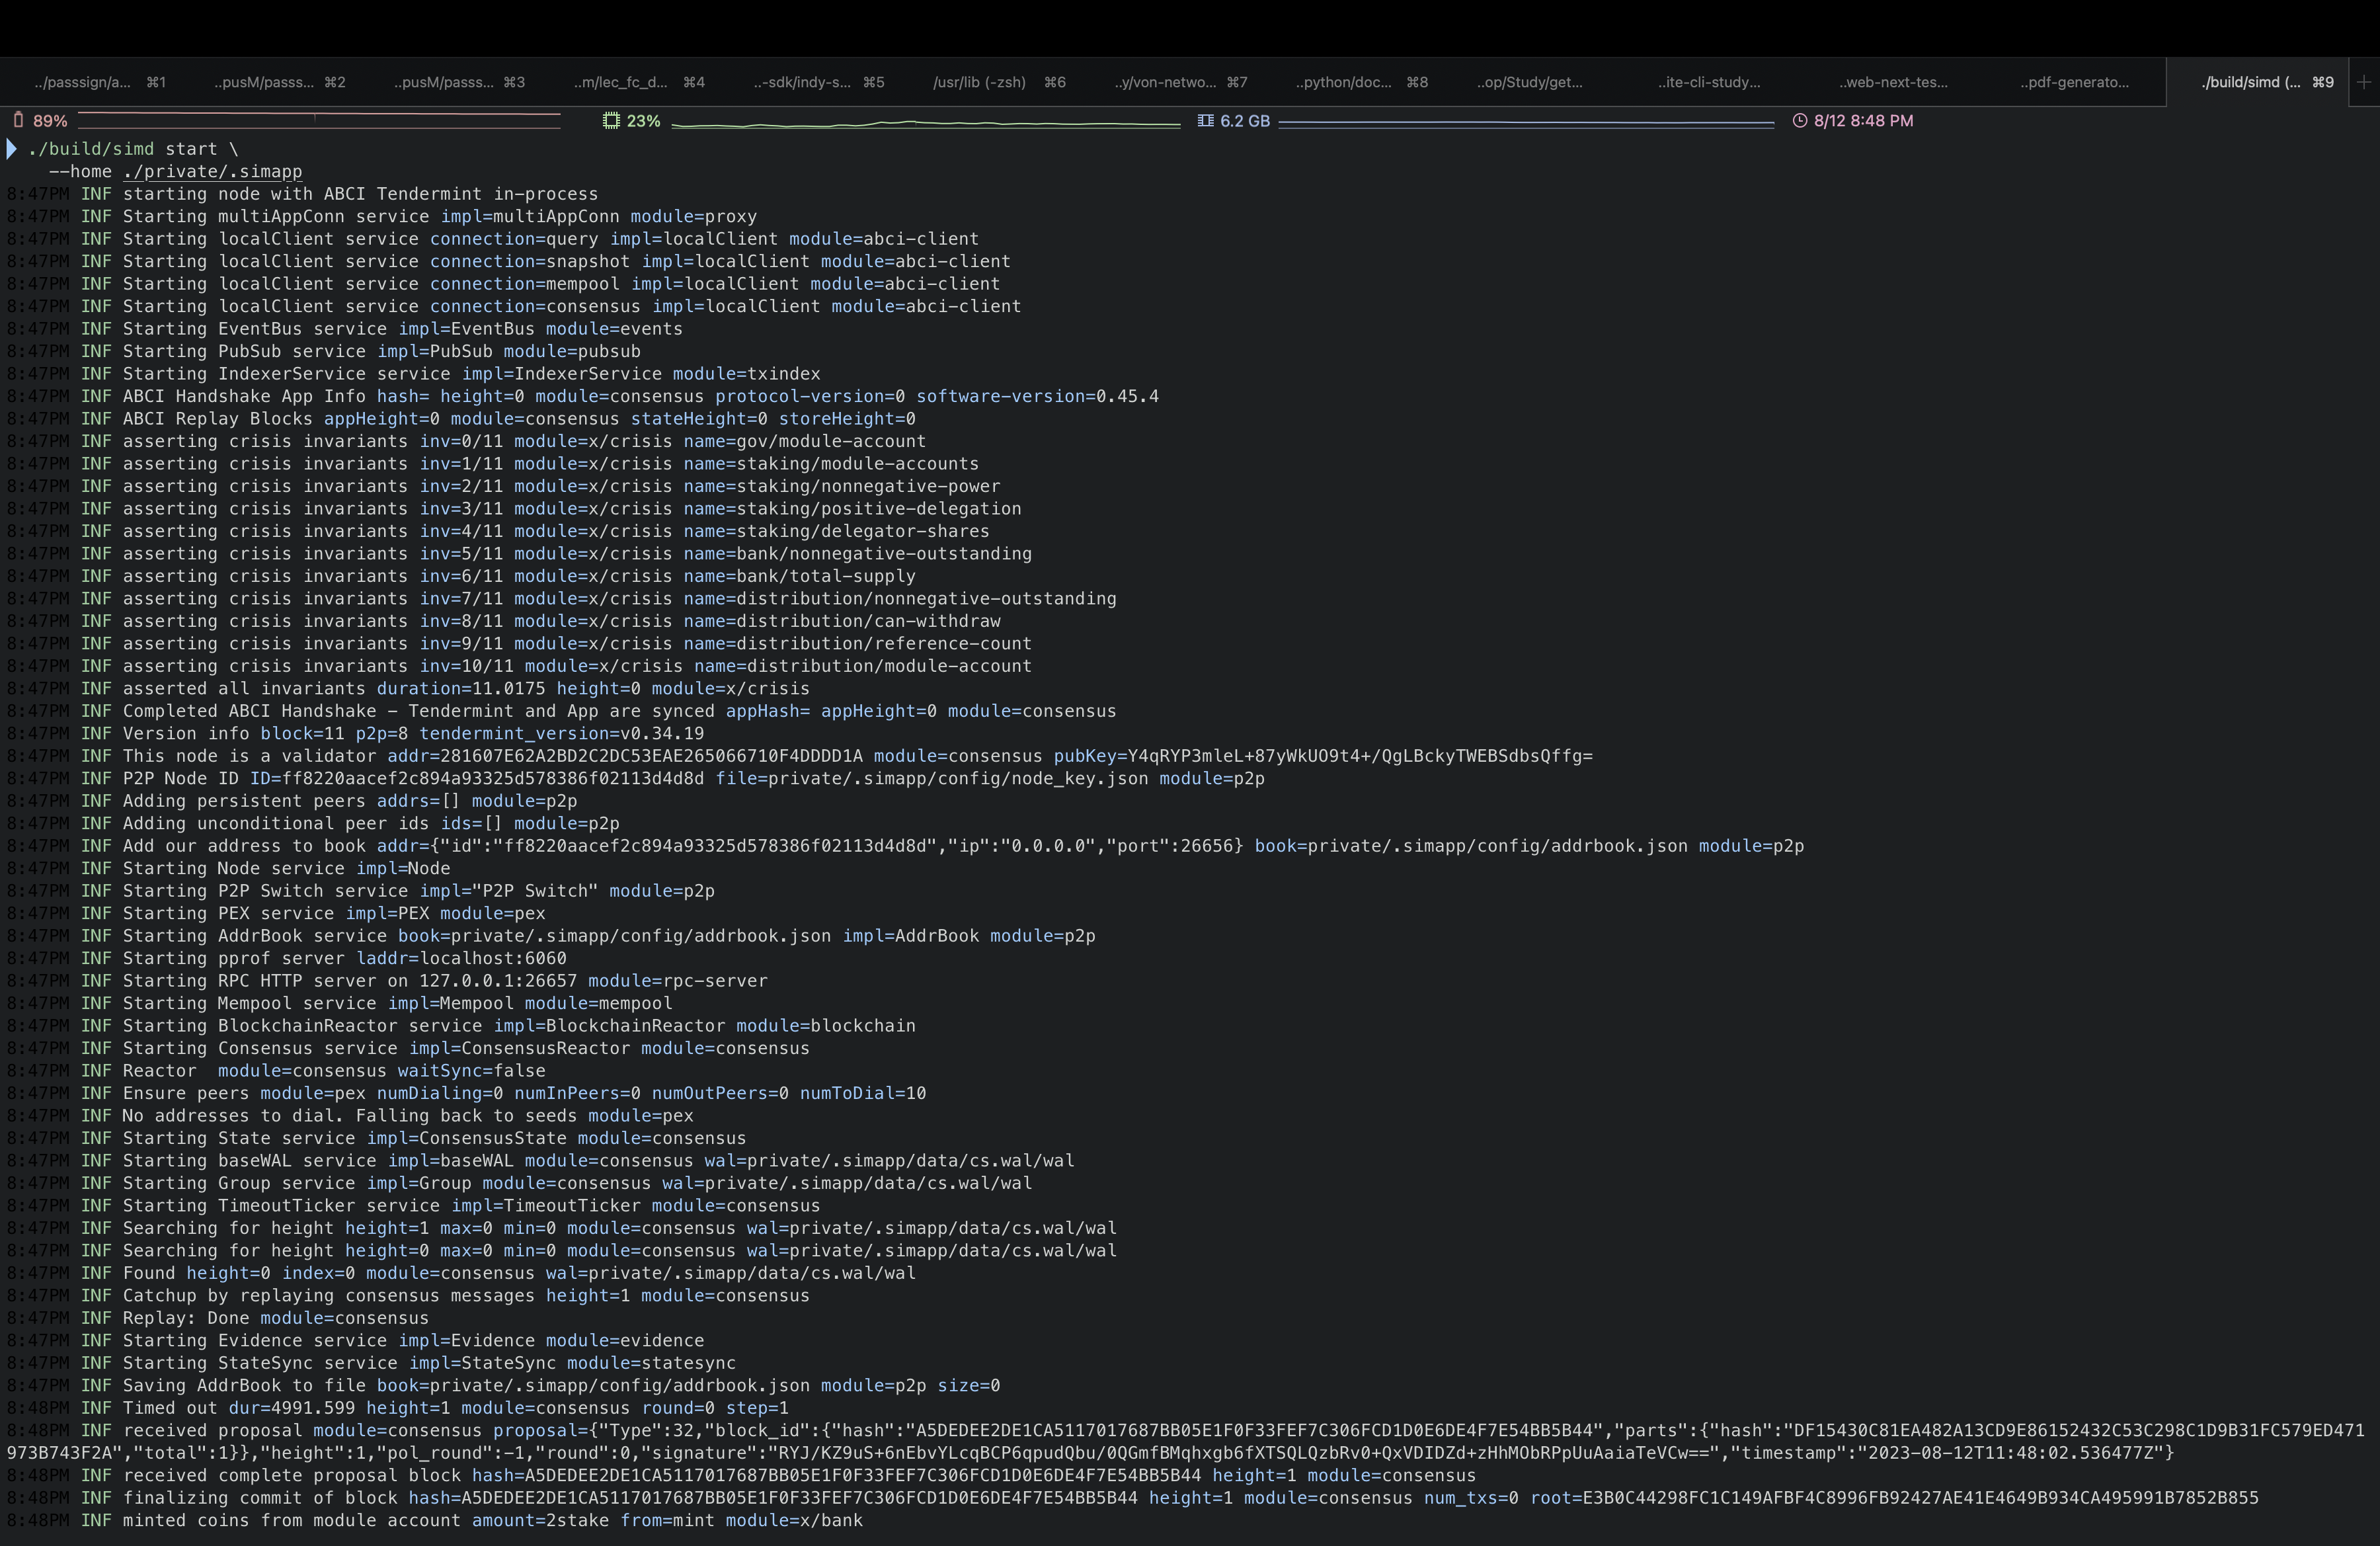 ../passsign/a... ⌘1 ..pusM/passs... ⌘2 ..pusM/passs... ⌘3 ..m/lec_fc_d... ⌘4 ..-sdk/indy-s... ⌘5 /usr/lib (-zsh) ⌘6 ..y/von-netwo... ⌘7 ..python/doc... ⌘8 ..op/Study/get... ..ite-cli-study... ..web-next-tes... ..pdf-generato... ./build/simd (... ⌘9
89% 23% 6.2 GB 8/12 8:48 PM
./build/simd start \
--home ./private/.simapp
8:47PM INF starting node with ABCI Tendermint in-process
8:47PM INF Starting multiAppConn service impl=multiAppConn module=proxy
8:47PM INF Starting localClient service connection=query impl=localClient module=abci-client
8:47PM INF Starting localClient service connection=snapshot impl=localClient module=abci-client
8:47PM INF Starting localClient service connection=mempool impl=localClient module=abci-client
8:47PM INF Starting localClient service connection=consensus impl=localClient module=abci-client
8:47PM INF Starting EventBus service impl=EventBus module=events
8:47PM INF Starting PubSub service impl=PubSub module=pubsub
8:47PM INF Starting IndexerService service impl=IndexerService module=txindex
8:47PM INF ABCI Handshake App Info hash= height=0 module=consensus protocol-version=0 software-version=0.45.4
8:47PM INF ABCI Replay Blocks appHeight=0 module=consensus stateHeight=0 storeHeight=0
8:47PM INF asserting crisis invariants inv=0/11 module=x/crisis name=gov/module-account
8:47PM INF asserting crisis invariants inv=1/11 module=x/crisis name=staking/module-accounts
8:47PM INF asserting crisis invariants inv=2/11 module=x/crisis name=staking/nonnegative-power
8:47PM INF asserting crisis invariants inv=3/11 module=x/crisis name=staking/positive-delegation
8:47PM INF asserting crisis invariants inv=4/11 module=x/crisis name=staking/delegator-shares
8:47PM INF asserting crisis invariants inv=5/11 module=x/crisis name=bank/nonnegative-outstanding
8:47PM INF asserting crisis invariants inv=6/11 module=x/crisis name=bank/total-supply
8:47PM INF asserting crisis invariants inv=7/11 module=x/crisis name=distribution/nonnegative-outstanding
8:47PM INF asserting crisis invariants inv=8/11 module=x/crisis name=distribution/can-withdraw
8:47PM INF asserting crisis invariants inv=9/11 module=x/crisis name=distribution/reference-count
8:47PM INF asserting crisis invariants inv=10/11 module=x/crisis name=distribution/module-account
8:47PM INF asserted all invariants duration=11.0175 height=0 module=x/crisis
8:47PM INF Completed ABCI Handshake - Tendermint and App are synced appHash= appHeight=0 module=consensus
8:47PM INF Version info block=11 p2p=8 tendermint_version=v0.34.19
8:47PM INF This node is a validator addr=281607E62A2BD2C2DC53EAE265066710F4DDDD1A module=consensus pubKey=Y4qRYP3mleL+87yWkUO9t4+/QgLBckyTWEBSdbsQffg=
8:47PM INF P2P Node ID ID=ff8220aacef2c894a93325d578386f02113d4d8d file=private/.simapp/config/node_key.json module=p2p
8:47PM INF Adding persistent peers addrs=[] module=p2p
8:47PM INF Adding unconditional peer ids ids=[] module=p2p
8:47PM INF Add our address to book addr={"id":"ff8220aacef2c894a93325d578386f02113d4d8d","ip":"0.0.0.0","port":26656} book=private/.simapp/config/addrbook.json module=p2p
8:47PM INF Starting Node service impl=Node
8:47PM INF Starting P2P Switch service impl="P2P Switch" module=p2p
8:47PM INF Starting PEX service impl=PEX module=pex
8:47PM INF Starting AddrBook service book=private/.simapp/config/addrbook.json impl=AddrBook module=p2p
8:47PM INF Starting pprof server laddr=localhost:6060
8:47PM INF Starting RPC HTTP server on 127.0.0.1:26657 module=rpc-server
8:47PM INF Starting Mempool service impl=Mempool module=mempool
8:47PM INF Starting BlockchainReactor service impl=BlockchainReactor module=blockchain
8:47PM INF Starting Consensus service impl=ConsensusReactor module=consensus
8:47PM INF Reactor  module=consensus waitSync=false
8:47PM INF Ensure peers module=pex numDialing=0 numInPeers=0 numOutPeers=0 numToDial=10
8:47PM INF No addresses to dial. Falling back to seeds module=pex
8:47PM INF Starting State service impl=ConsensusState module=consensus
8:47PM INF Starting baseWAL service impl=baseWAL module=consensus wal=private/.simapp/data/cs.wal/wal
8:47PM INF Starting Group service impl=Group module=consensus wal=private/.simapp/data/cs.wal/wal
8:47PM INF Starting TimeoutTicker service impl=TimeoutTicker module=consensus
8:47PM INF Searching for height height=1 max=0 min=0 module=consensus wal=private/.simapp/data/cs.wal/wal
8:47PM INF Searching for height height=0 max=0 min=0 module=consensus wal=private/.simapp/data/cs.wal/wal
8:47PM INF Found height=0 index=0 module=consensus wal=private/.simapp/data/cs.wal/wal
8:47PM INF Catchup by replaying consensus messages height=1 module=consensus
8:47PM INF Replay: Done module=consensus
8:47PM INF Starting Evidence service impl=Evidence module=evidence
8:47PM INF Starting StateSync service impl=StateSync module=statesync
8:47PM INF Saving AddrBook to file book=private/.simapp/config/addrbook.json module=p2p size=0
8:48PM INF Timed out dur=4991.599 height=1 module=consensus round=0 step=1
8:48PM INF received proposal module=consensus proposal={"Type":32,"block_id":{"hash":"A5DEDEE2DE1CA5117017687BB05E1F0F33FEF7C306FCD1D0E6DE4F7E54BB5B44","parts":{"hash":"DF15430C81EA482A13CD9E86152432C53C298C1D9B31FC579ED471
973B743F2A","total":1}},"height":1,"pol_round":-1,"round":0,"signature":"RYJ/KZ9uS+6nEbvYLcqBCP6qpudQbu/0QGmfBMqhxgb6fXTSQLQzbRv0+QxVDIDZd+zHhMObRPpUuAaiaTeVCw==","timestamp":"2023-08-12T11:48:02.536477Z"}
8:48PM INF received complete proposal block hash=A5DEDEE2DE1CA5117017687BB05E1F0F33FEF7C306FCD1D0E6DE4F7E54BB5B44 height=1 module=consensus
8:48PM INF finalizing commit of block hash=A5DEDEE2DE1CA5117017687BB05E1F0F33FEF7C306FCD1D0E6DE4F7E54BB5B44 height=1 module=consensus num_txs=0 root=E3B0C44298FC1C149AFBF4C8996FB92427AE41E4649B934CA495991B7852B855
8:48PM INF minted coins from module account amount=2stake from=mint module=x/bank